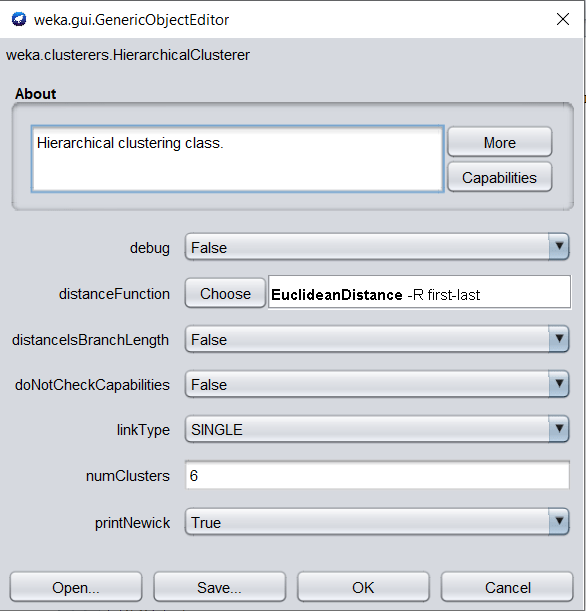 weka.gui.GenericObjectEditor
weka.clusterers.HierarchicalClusterer
About
Hierarchical clustering class.
More
Capabilities
debug False
distanceFunction Choose EuclideanDistance -R first-last
distanceIsBranchLength False
doNotCheckCapabilities False
linkType SINGLE
numClusters 6
printNewick True
Open... Save... OK Cancel